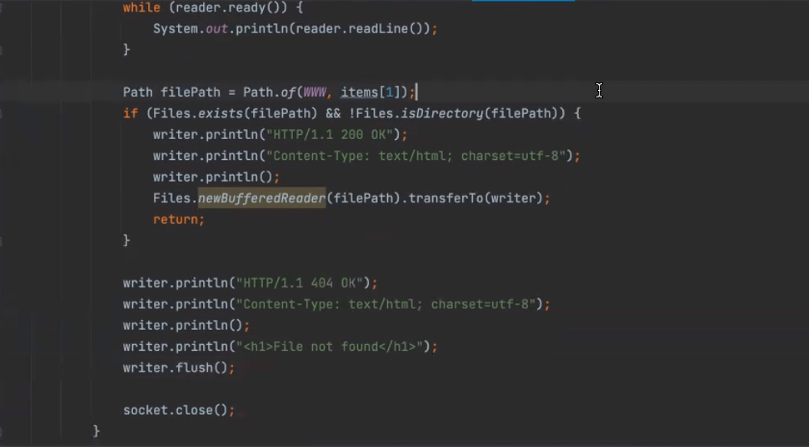 while (reader.ready()) {
System.out.println(reader.readLine());
}
Path filePath = Path.of(WWW, items[1]);
if (Files.exists(filePath) && !Files.isDirectory(filePath)) {
writer.println("HTTP/1.1 200 OK");
writer.println("Content-Type: text/html; charset=utf-8");
writer.println();
Files.newBufferedReader(filePath).transferTo(writer);
return;
}
writer.println("HTTP/1.1 404 OK");
writer.println("Content-Type: text/html; charset=utf-8");
writer.println();
writer.println("<h1>File not found</h1>");
writer.flush();
socket.close();
}